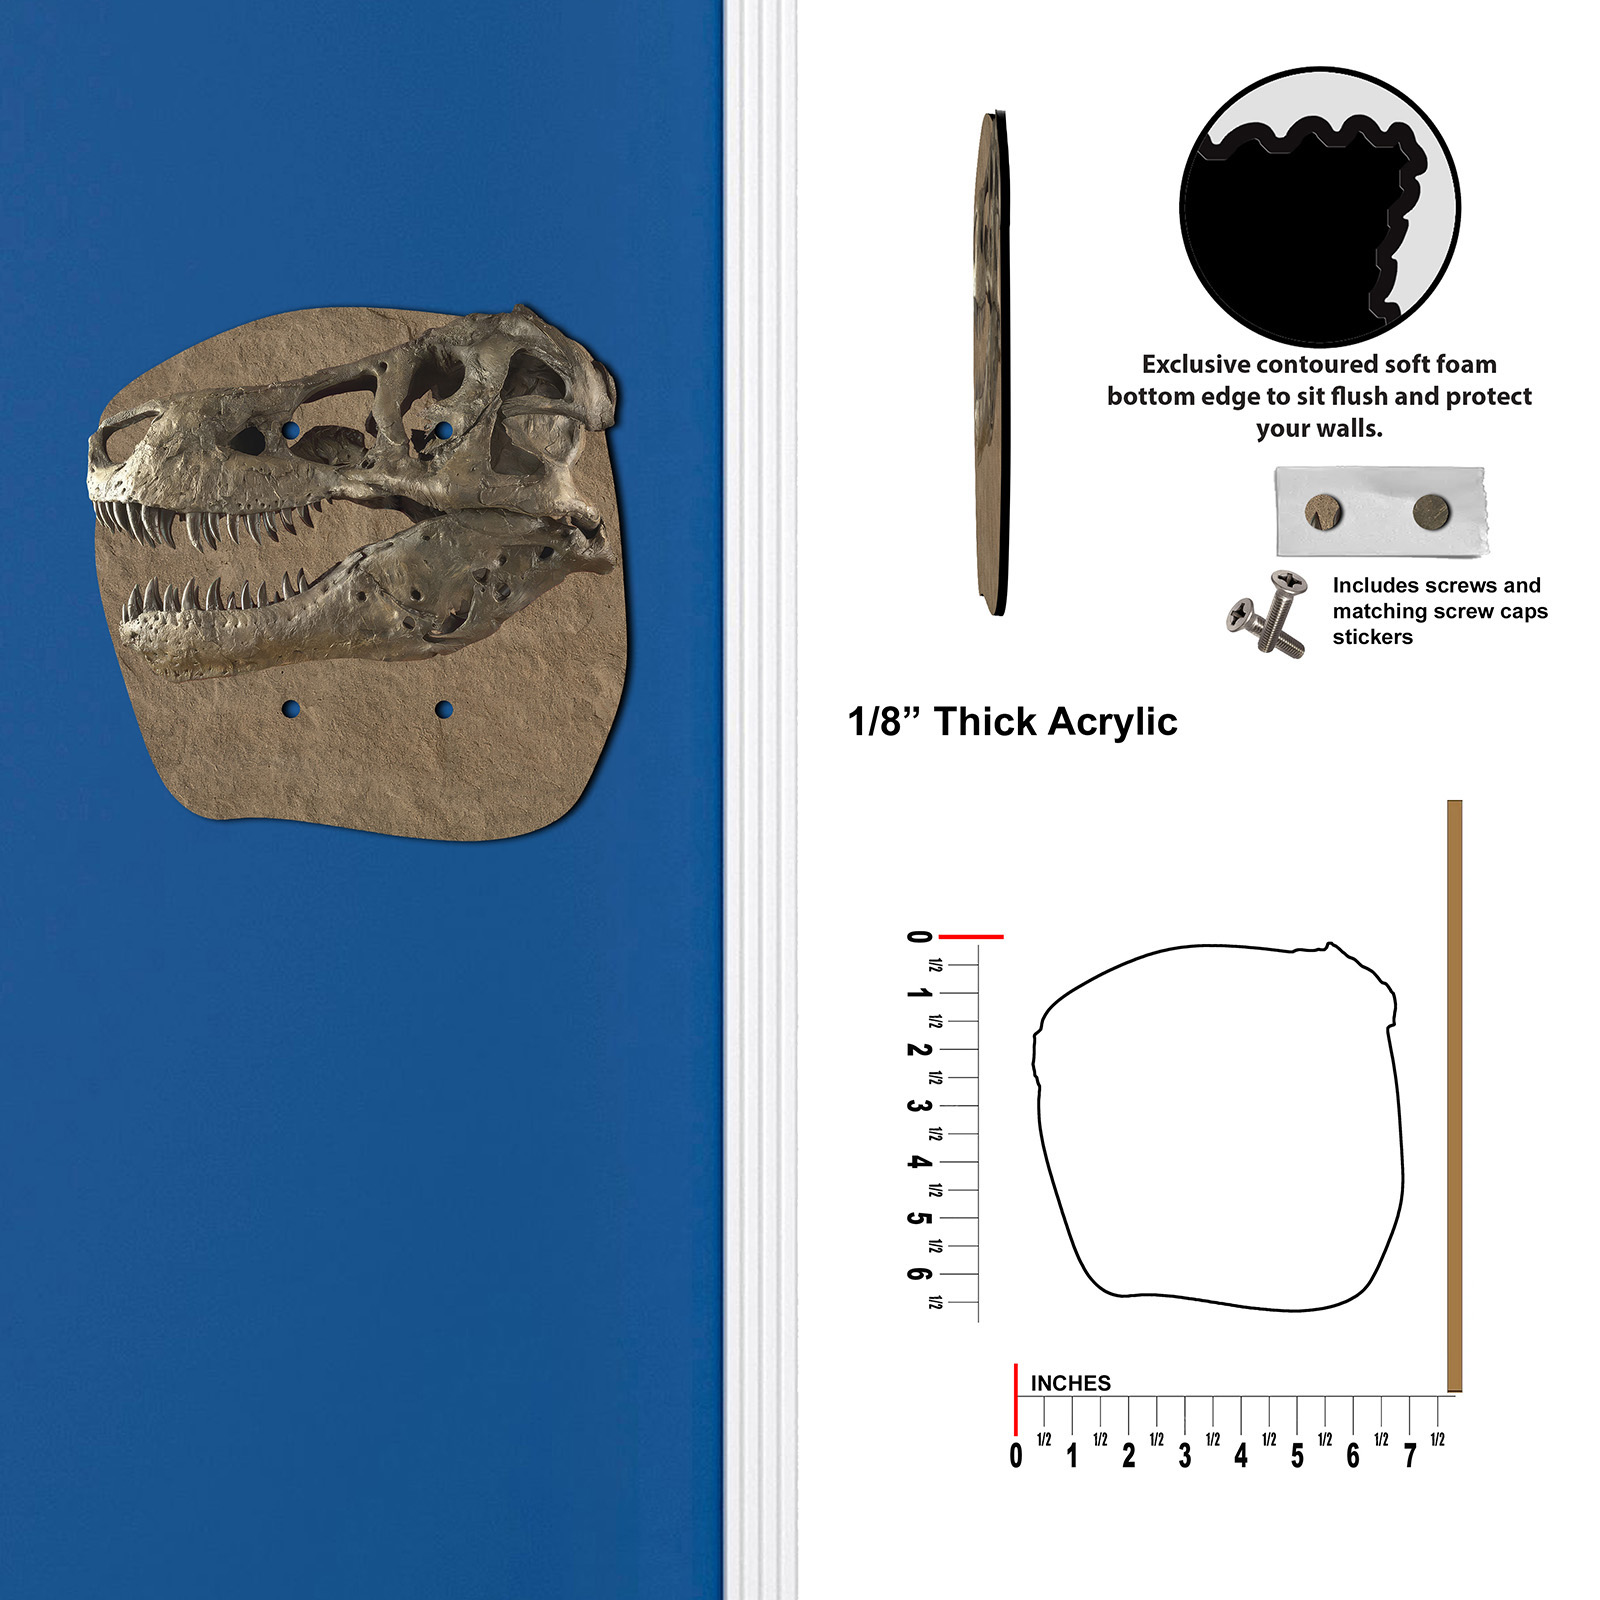 Exclusive contoured soft foam
bottom edge to sit flush and protect
your walls.
Includes screws and
matching screw caps
stickers
1/8” Thick Acrylic
0
1/2
1
1/2
2
1/2
3
1/2
4
1/2
5
1/2
6
1/2
INCHES
0 1/2 1 1/2 2 1/2 3 1/2 4 1/2 5 1/2 6 1/2 7 1/2